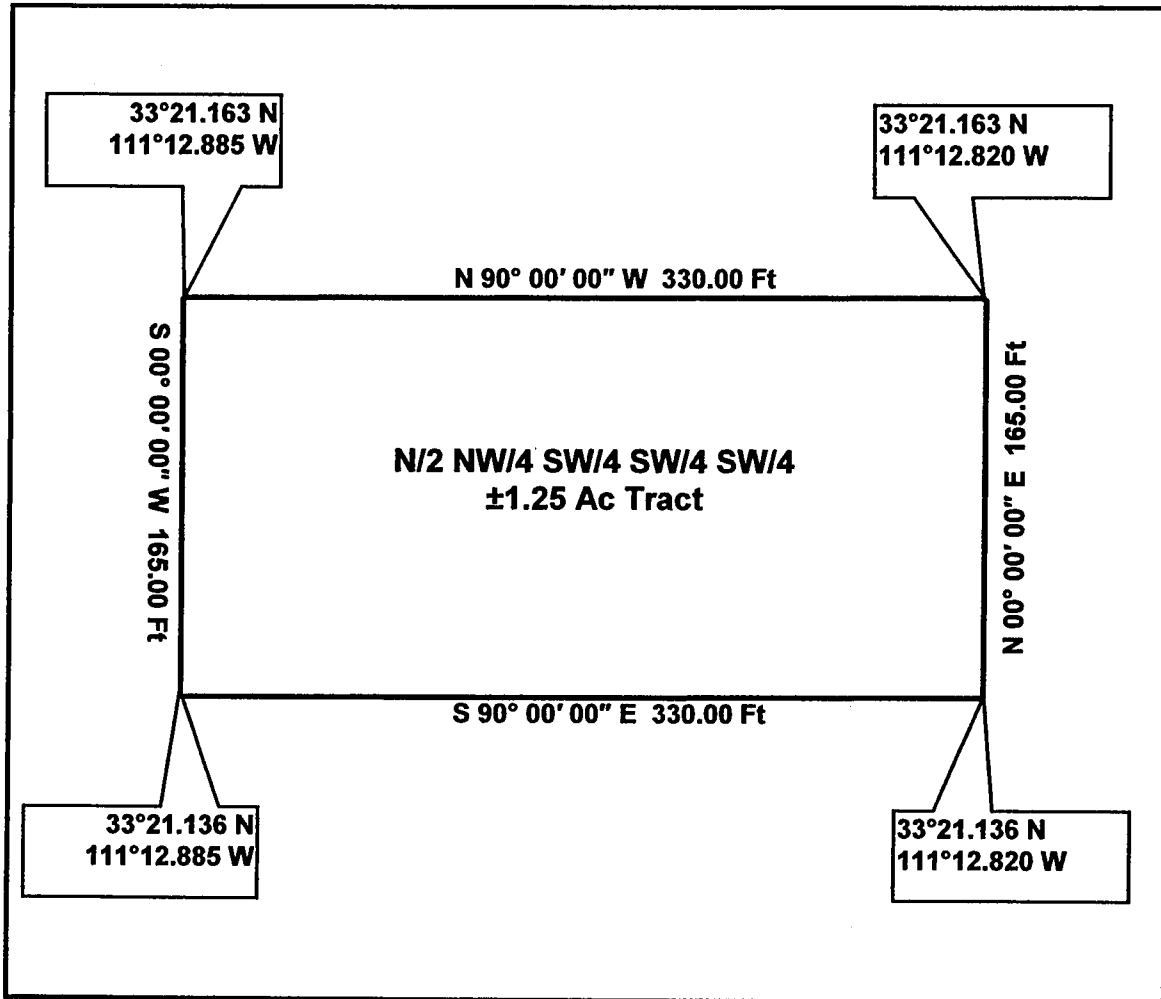 33°21.163 N
111°12.885 W
33°21.163 N
111°12.820 W
N 90° 00' 00" W 330.00 Ft
S 00° 00' 00" W 165.00 Ft
N 00° 00' 00" E 165.00 Ft
N/2 NW/4 SW/4 SW/4 SW/4
±1.25 Ac Tract
S 90° 00' 00" E 330.00 Ft
33°21.136 N
111°12.885 W
33°21.136 N
111°12.820 W